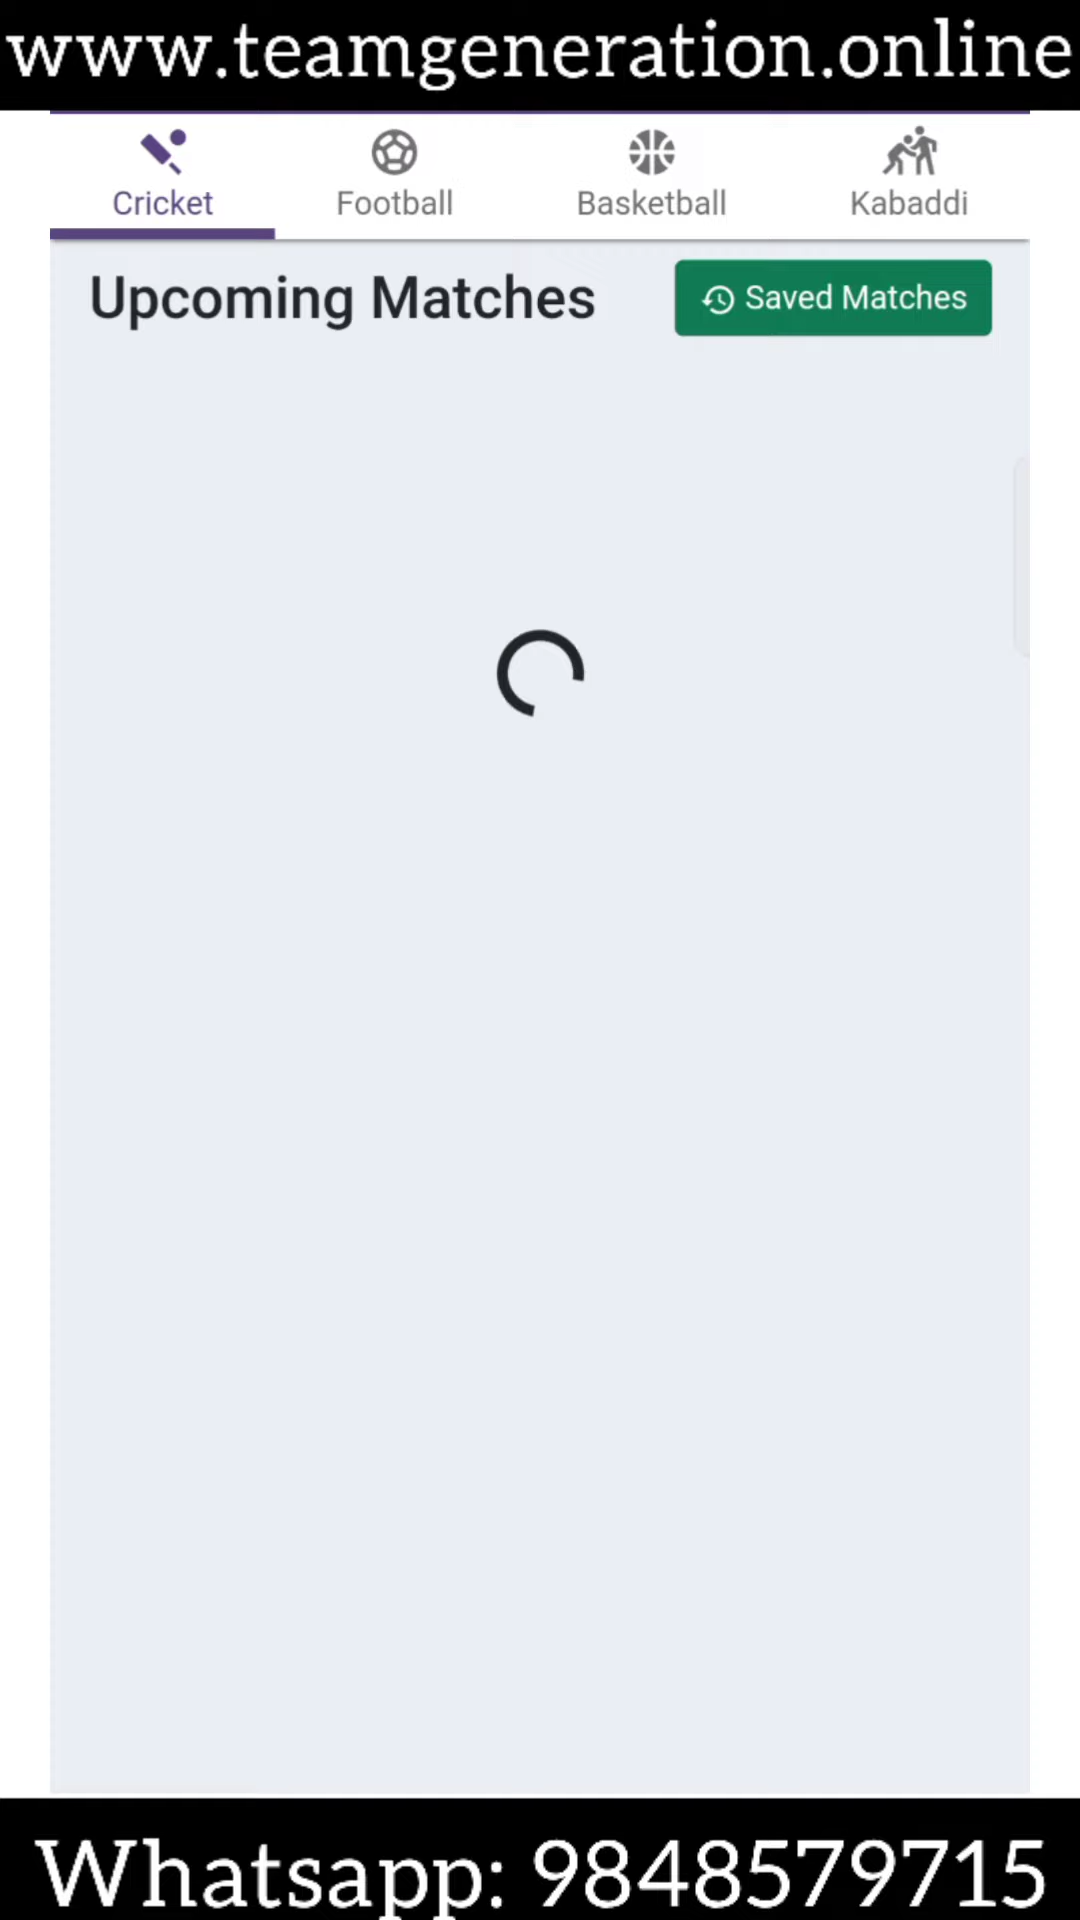 www.teamgeneration.online
Cricket Football Basketball Kabaddi
Upcoming Matches Saved Matches
Whatsapp: 9848579715